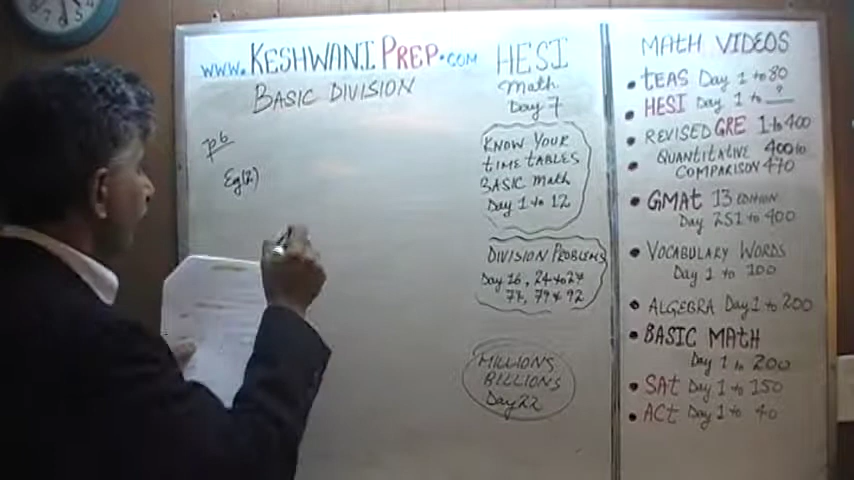 www.KESHWANI PREP.COM
BASIC DIVISION
P6
Eg(2)
HESI
Math
Day 7
KNOW YOUR
TIME TABLES
BASIC Math
Day 1 to 12
DIVISION PROBLEMS
Day 16, 24 to 27
77, 79 & 92
MILLIONS
BILLIONS
Day 22
MATH VIDEOS
• TEAS Day 1 to 80
• HESI Day 1 to ?
• REVISED GRE 1 to 400
• QUANTITATIVE 400 to
COMPARISON 470
• GMAT 13 EDITION
Day 251 to 400
• VOCABULARY WORDS
Day 1 to 100
• ALGEBRA Day 1 to 200
• BASIC MATH
Day 1 to 200
• SAT Day 1 to 150
• ACT Day 1 to 40